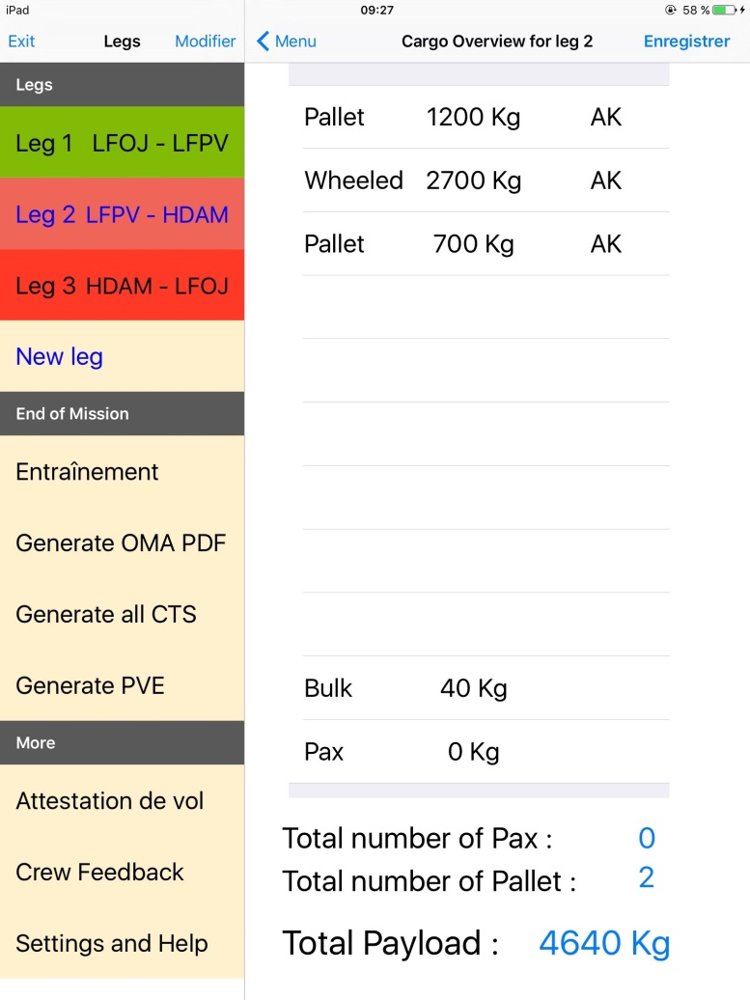 iPad 09:27 58 %
Exit Legs Modifier Menu Cargo Overview for leg 2 Enregistrer
Legs
Leg 1 LFOJ - LFPV
Leg 2 LFPV - HDAM
Leg 3 HDAM - LFOJ
New leg
End of Mission
Entraînement
Generate OMA PDF
Generate all CTS
Generate PVE
More
Attestation de vol
Crew Feedback
Settings and Help
Pallet 1200 Kg AK
Wheeled 2700 Kg AK
Pallet 700 Kg AK
Bulk 40 Kg
Pax 0 Kg
Total number of Pax : 0
Total number of Pallet : 2
Total Payload : 4640 Kg